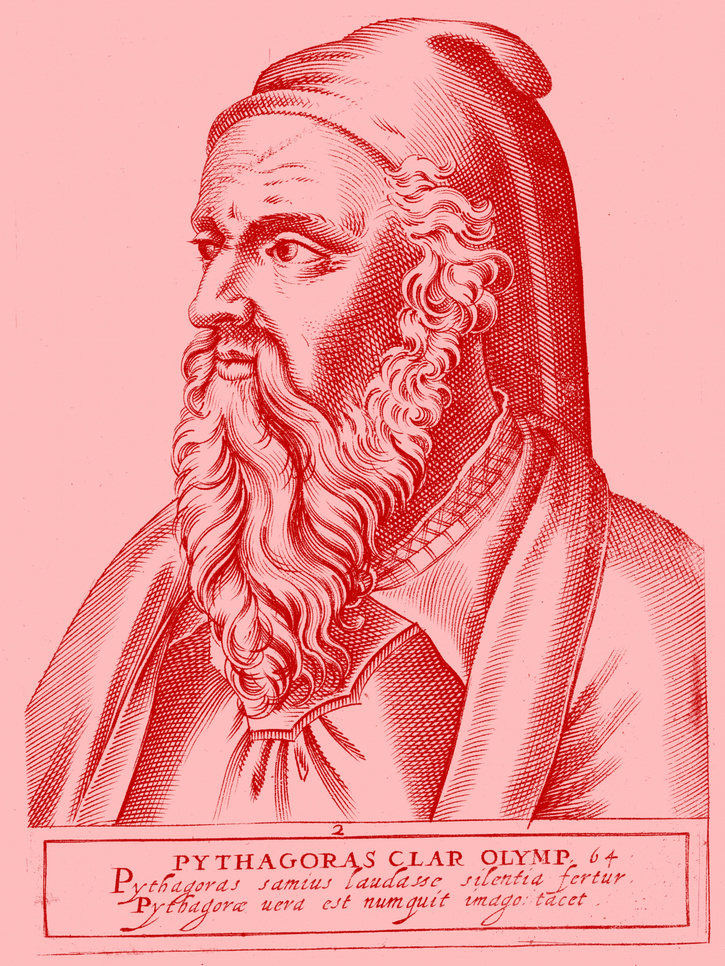 2
PYTHAGORAS CLAR OLYMP. 64
Pythagoras samius laudasse silentia fertur.
Pythagoræ uera est numquit imago: tacet.